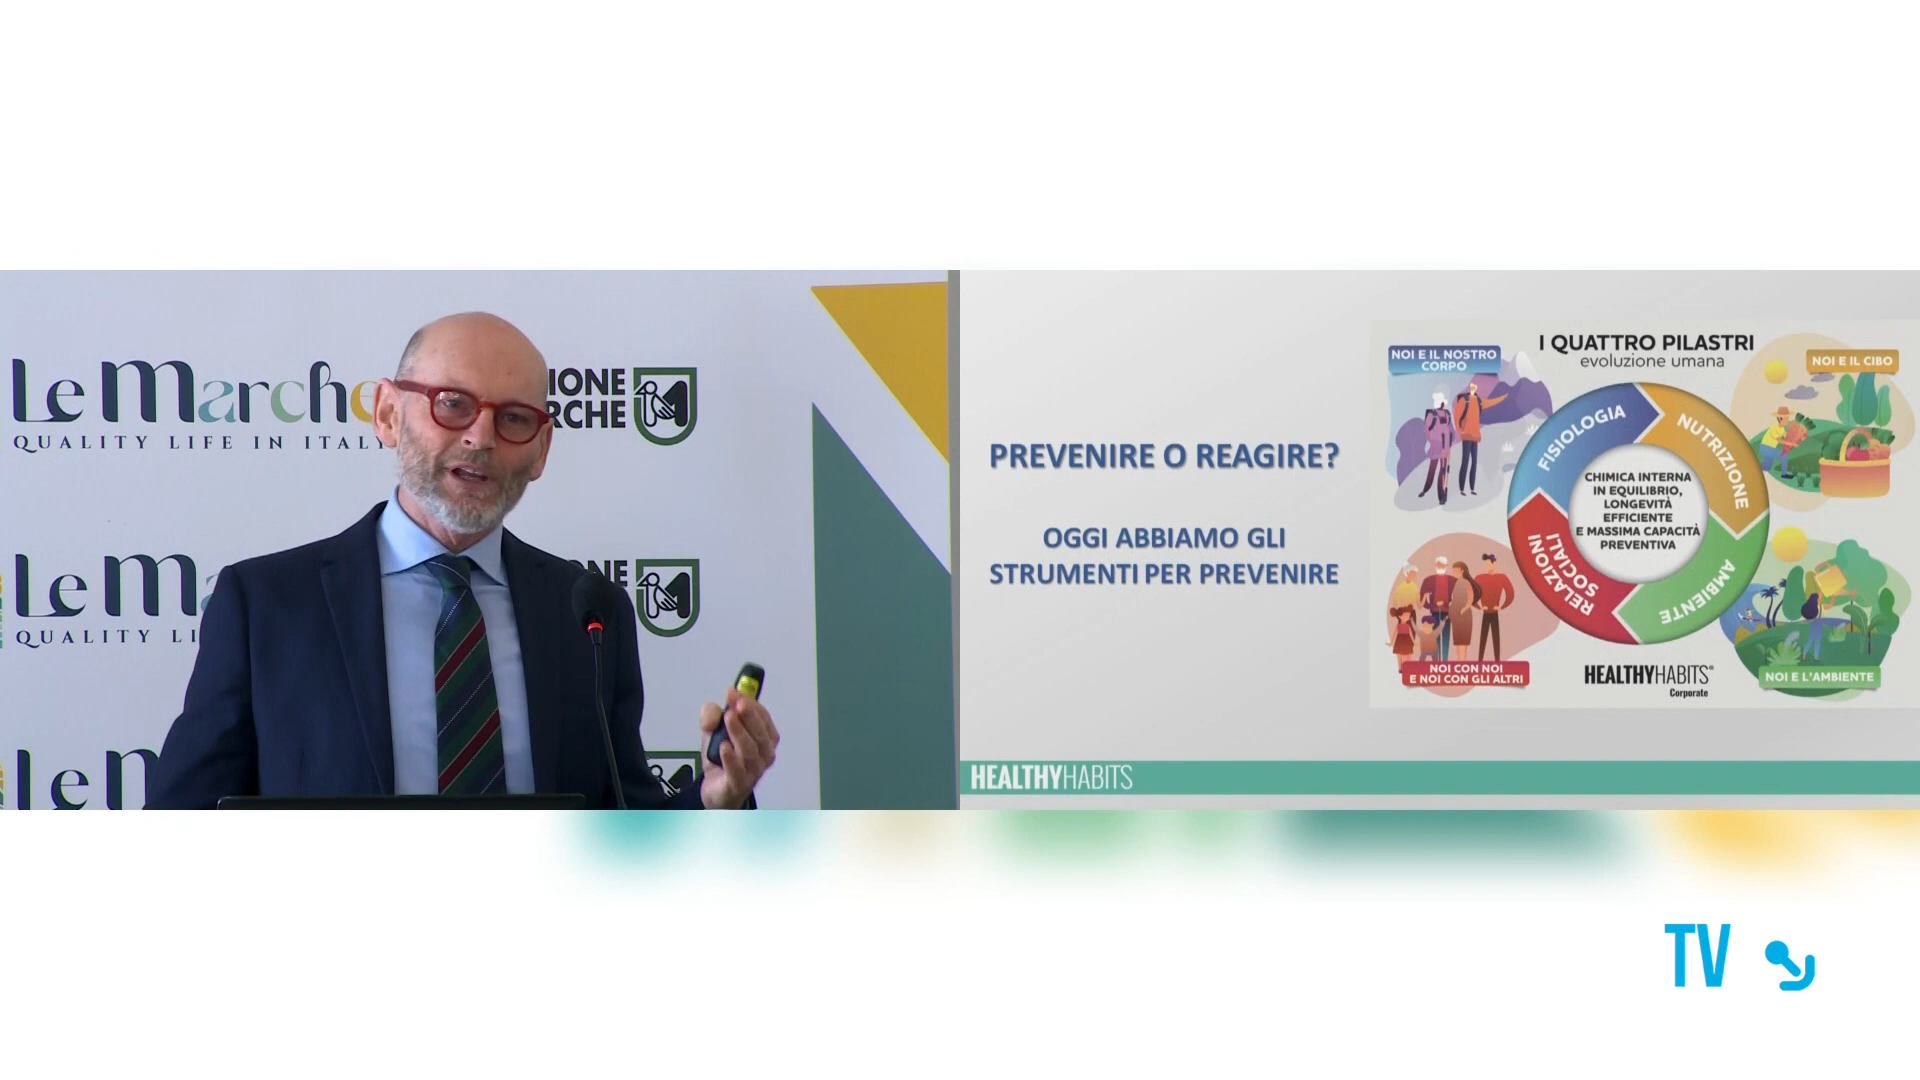 Le Marche
QUALITY LIFE IN ITALY
IONE
RCHE
Le Ma
QUALITY LI
NE
Le
PREVENIRE O REAGIRE?
OGGI ABBIAMO GLI
STRUMENTI PER PREVENIRE
I QUATTRO PILASTRI
evoluzione umana
NOI E IL NOSTRO
CORPO
NOI E IL CIBO
FISIOLOGIA
NUTRIZIONE
AMBIENTE
RELAZIONI
SOCIALI
CHIMICA INTERNA
IN EQUILIBRIO,
LONGEVITÀ
EFFICIENTE
E MASSIMA CAPACITÀ
PREVENTIVA
NOI CON NOI
E NOI CON GLI ALTRI
NOI E L'AMBIENTE
HEALTHYHABITS®
Corporate
HEALTHYHABITS
TV